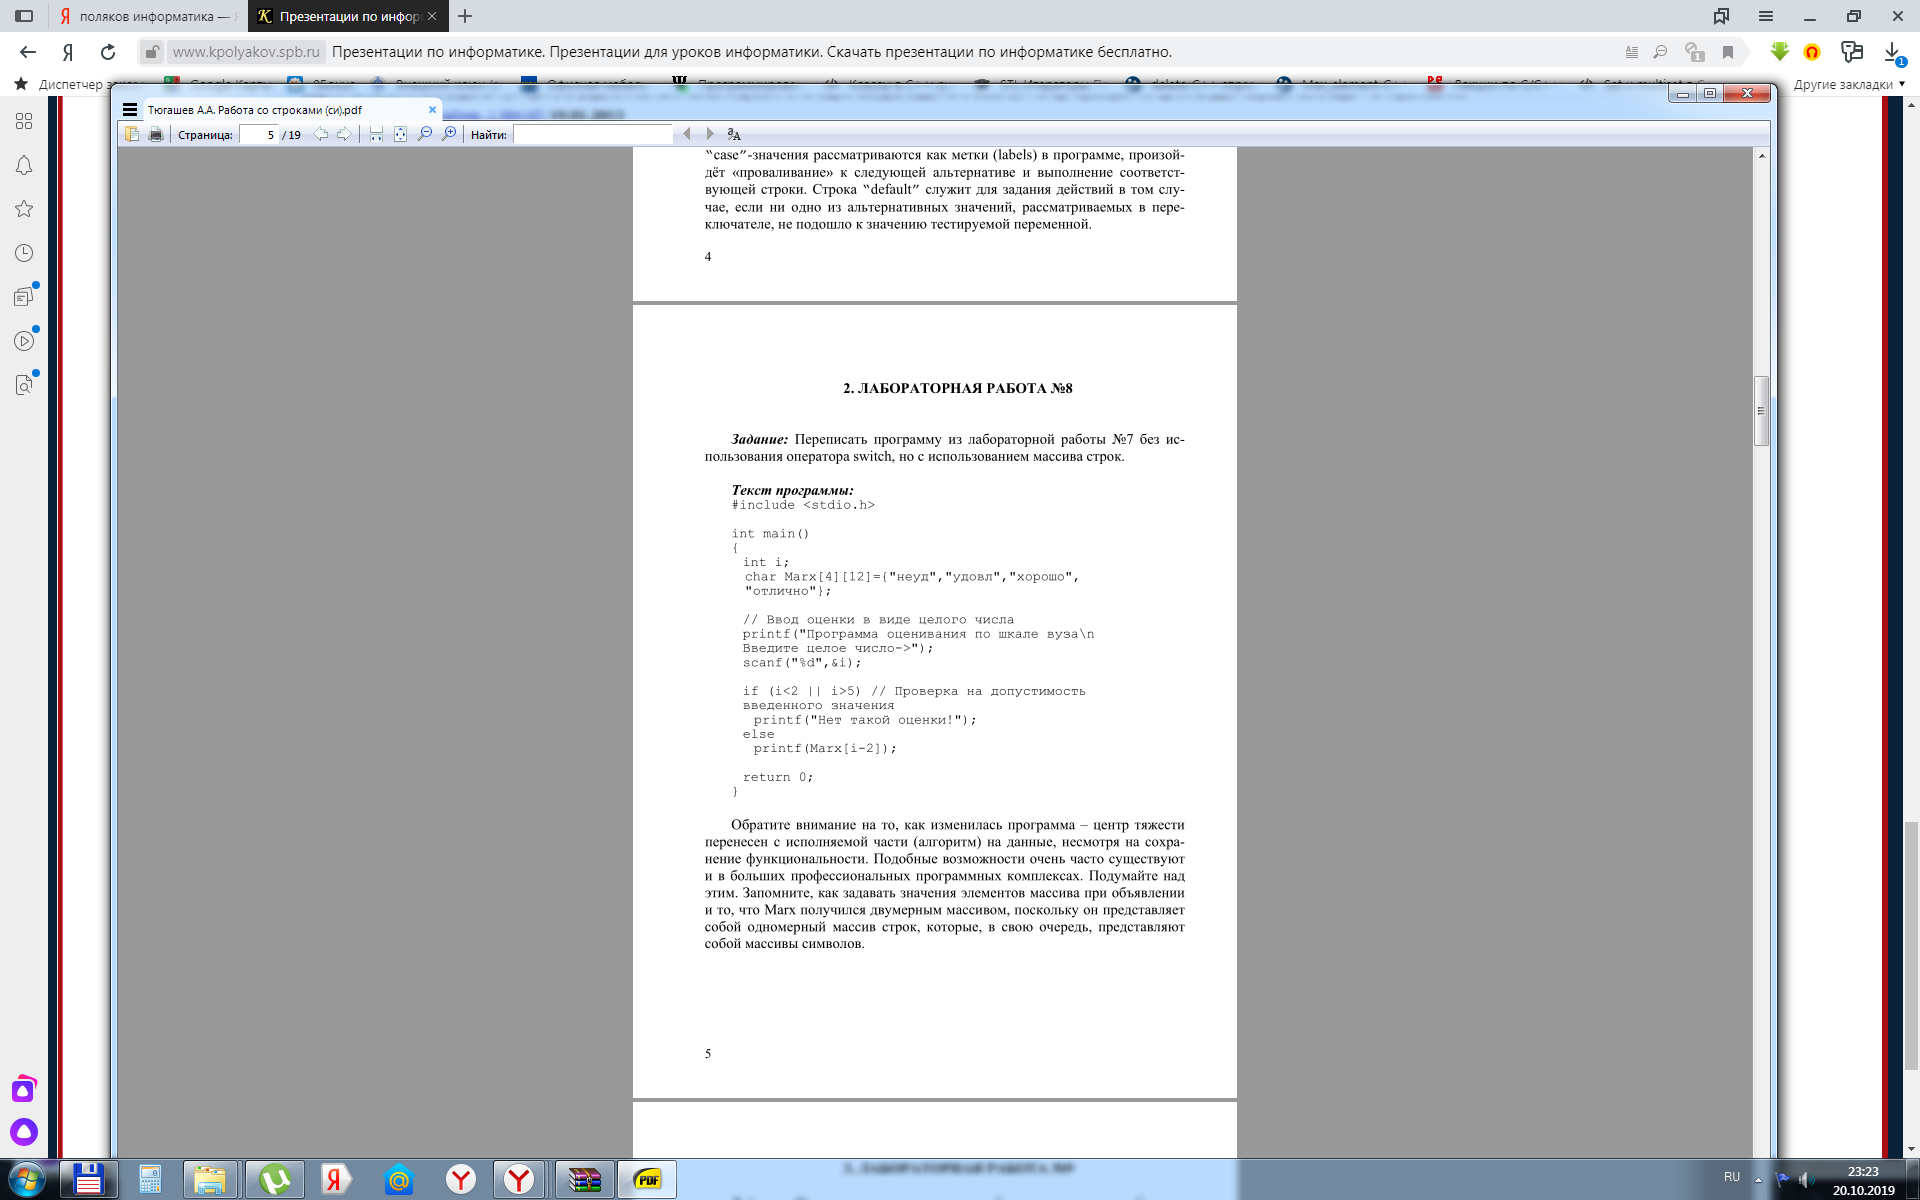 поляков информатика —
Презентации по инфор
www.kpolyakov.spb.ru
Презентации по информатике. Презентации для уроков информатики. Скачать презентации по информатике бесплатно.
Другие закладки
Тюгашев А.А. Работа со строками (си).pdf
Страница: 5 / 19 Найти:
"case"-значения рассматриваются как метки (labels) в программе, произой-
дёт «проваливание» к следующей альтернативе и выполнение соответст-
вующей строки. Строка "default" служит для задания действий в том слу-
чае, если ни одно из альтернативных значений, рассматриваемых в пере-
ключателе, не подошло к значению тестируемой переменной.
4
2. ЛАБОРАТОРНАЯ РАБОТА №8
Задание: Переписать программу из лабораторной работы №7 без ис-
пользования оператора switch, но с использованием массива строк.
Текст программы:
#include <stdio.h>
int main()
{
int i;
char Marx[4][12]={"неуд","удовл","хорошо",
"отлично"};
// Ввод оценки в виде целого числа
printf("Программа оценивания по шкале вуза\n
Введите целое число->");
scanf("%d",&i);
if (i<2 || i>5) // Проверка на допустимость
введенного значения
printf("Нет такой оценки!");
else
printf(Marx[i-2]);
return 0;
}
Обратите внимание на то, как изменилась программа – центр тяжести
перенесен с исполняемой части (алгоритм) на данные, несмотря на сохра-
нение функциональности. Подобные возможности очень часто существуют
и в больших профессиональных программных комплексах. Подумайте над
этим. Запомните, как задавать значения элементов массива при объявлении
и то, что Marx получился двумерным массивом, поскольку он представляет
собой одномерный массив строк, которые, в свою очередь, представляют
собой массивы символов.
5
RU
23:23
20.10.2019